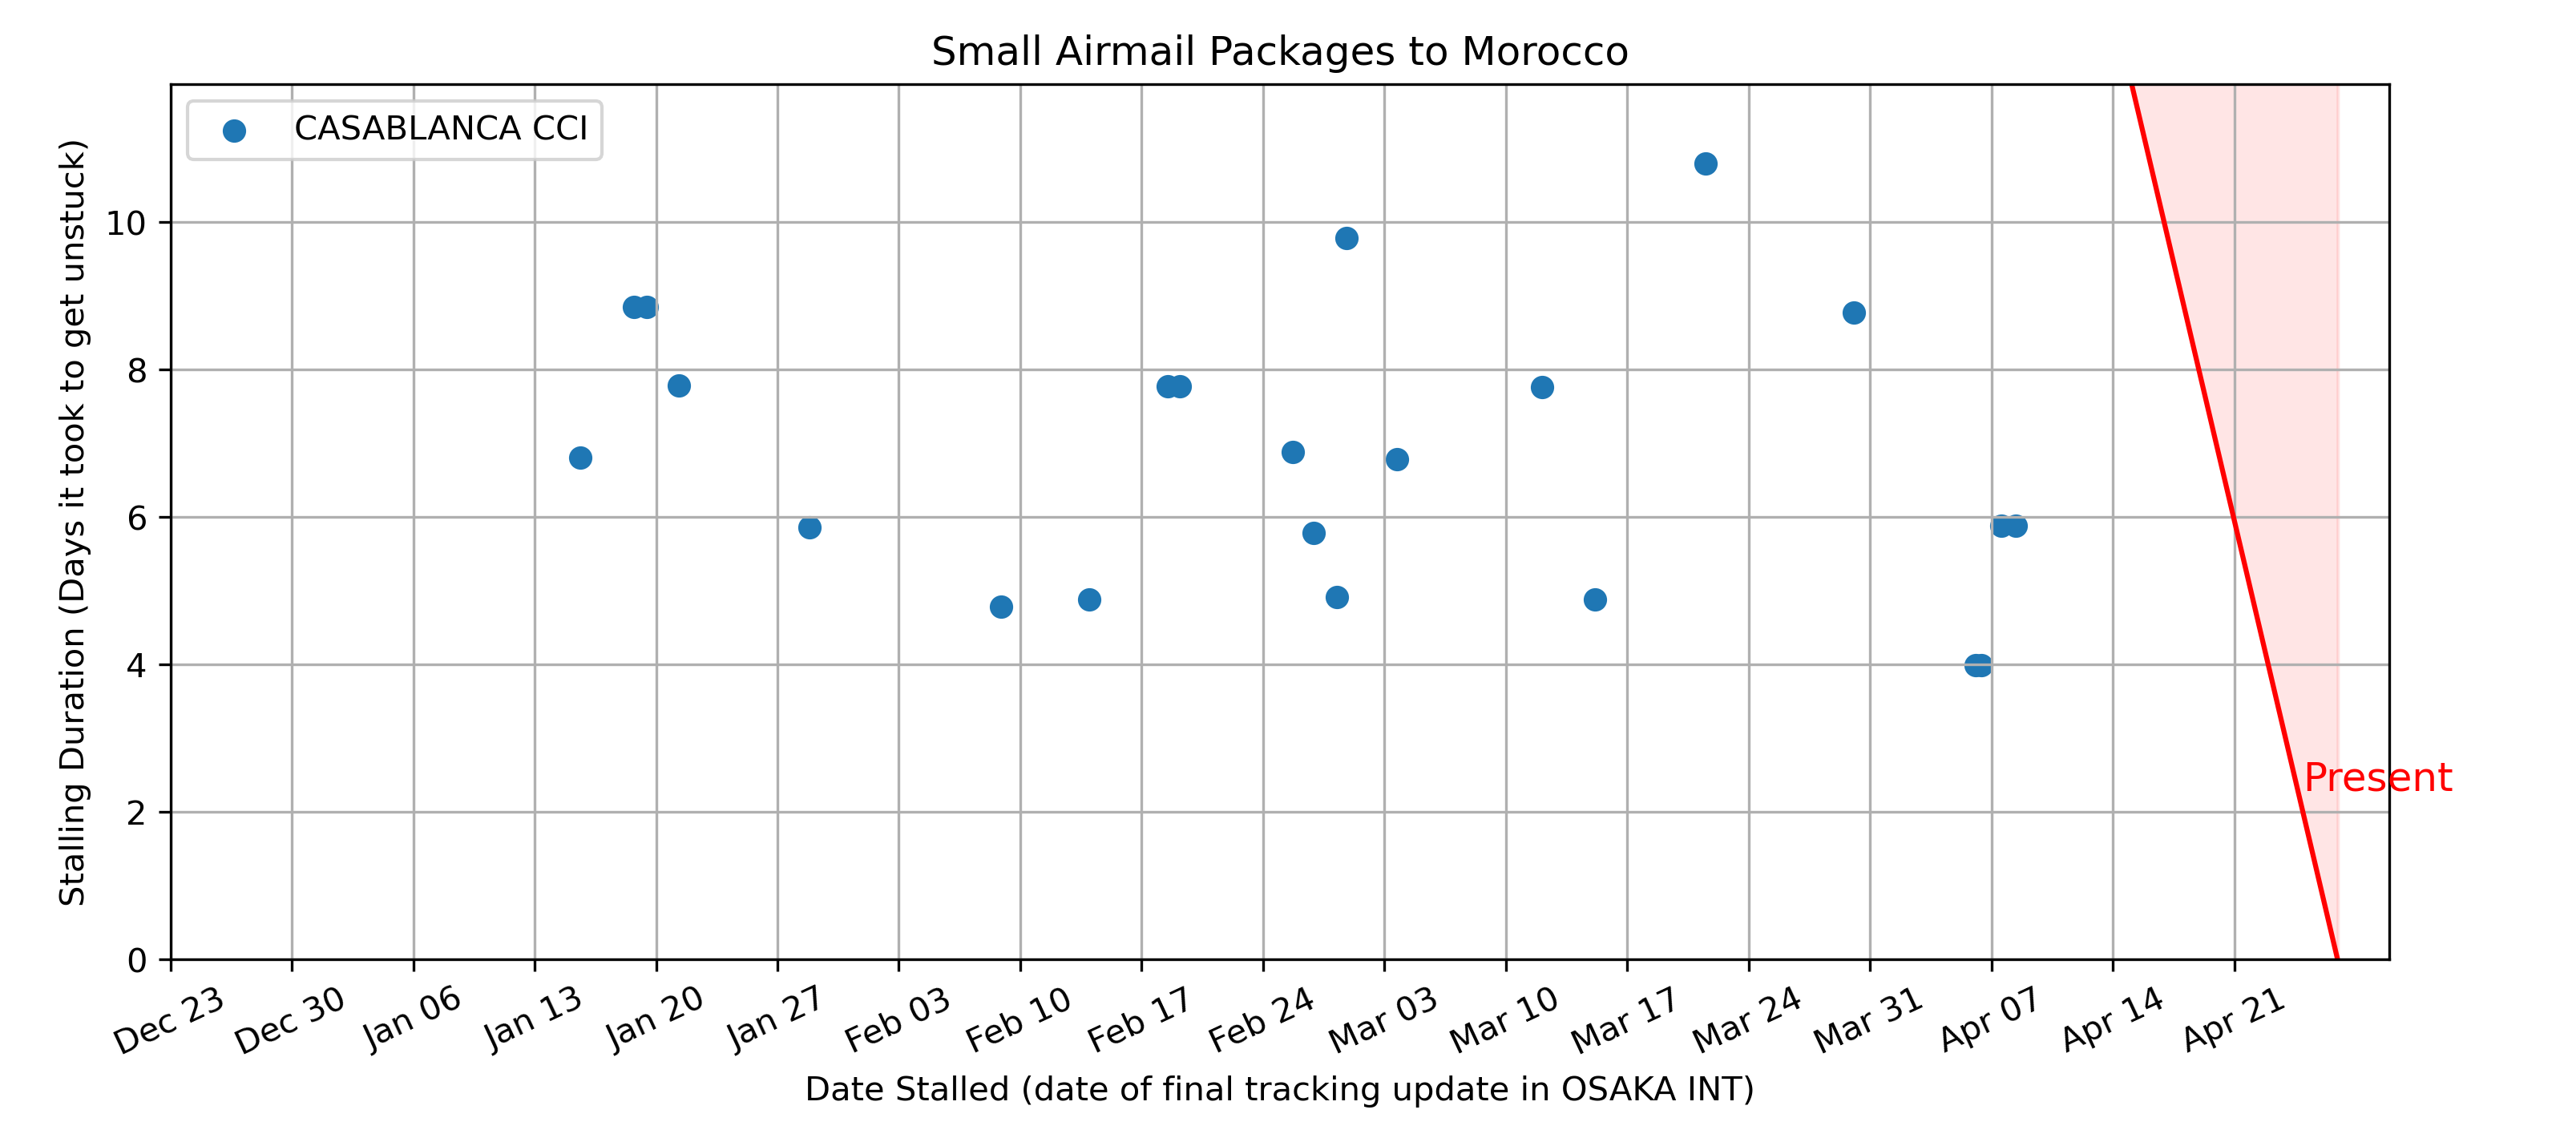 Small Airmail Packages to Morocco
CASABLANCA CCI
Stalling Duration (Days it took to get unstuck)
10
8
6
4
2
0
Present
Dec 23 Dec 30 Jan 06 Jan 13 Jan 20 Jan 27 Feb 03 Feb 10 Feb 17 Feb 24 Mar 03 Mar 10 Mar 17 Mar 24 Mar 31 Apr 07 Apr 14 Apr 21
Date Stalled (date of final tracking update in OSAKA INT)